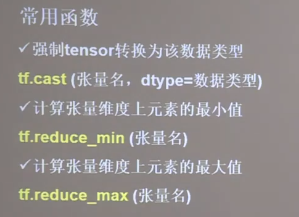 常用函数
✓强制tensor转换为该数据类型
tf.cast (张量名，dtype=数据类型)
✓计算张量维度上元素的最小值
tf.reduce_min (张量名)
✓计算张量维度上元素的最大值
tf.reduce_max (张量名)